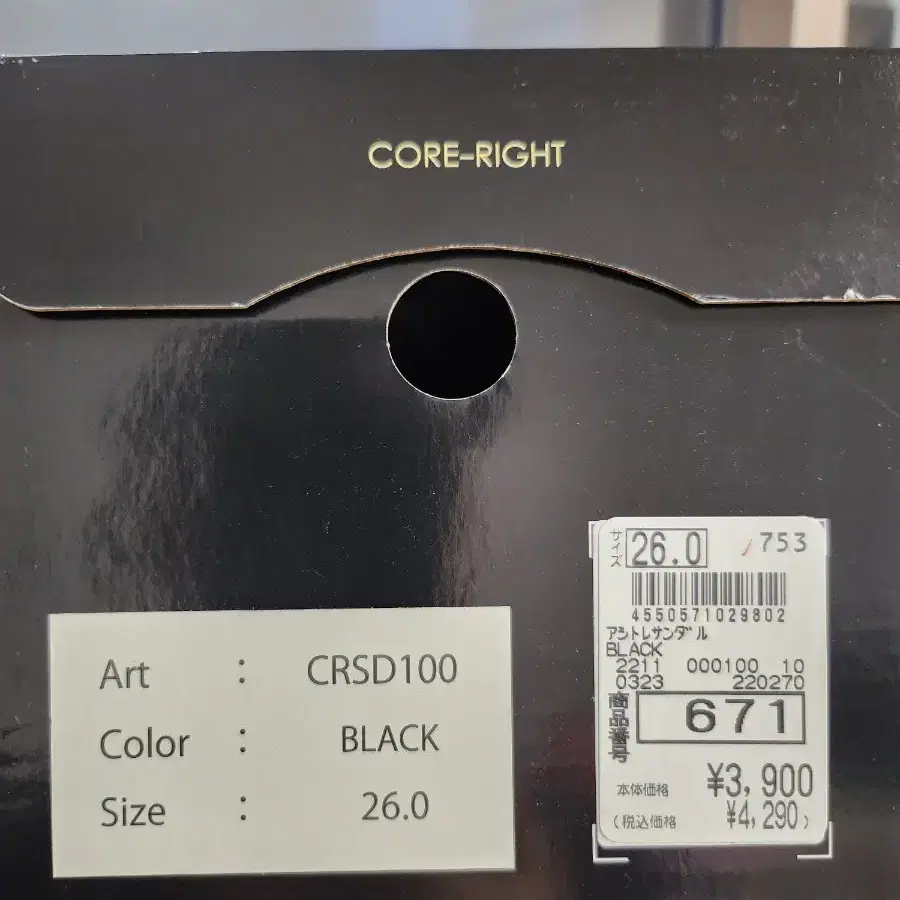 CORE-RIGHT
Art : CRSD100
Color : BLACK
Size : 26.0
サイズ 26.0 753
4550571029802
アシトレサンダル
BLACK
2211 000100 10
0323 220270
商品番号 671
本体価格 ¥3,900
(税込価格 ¥4,290)